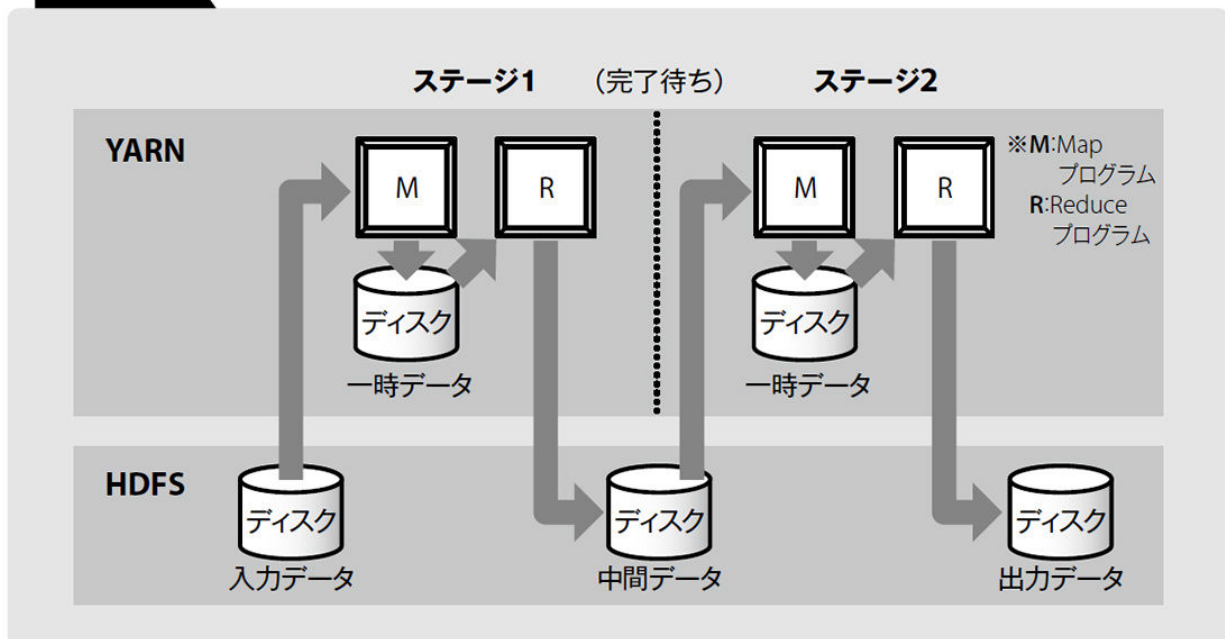 ステージ1 (完了待ち) ステージ2
YARN
M
R
M
R
※M:Map
プログラム
R:Reduce
プログラム
ディスク
一時データ
ディスク
一時データ
HDFS
ディスク
入力データ
ディスク
中間データ
ディスク
出力データ